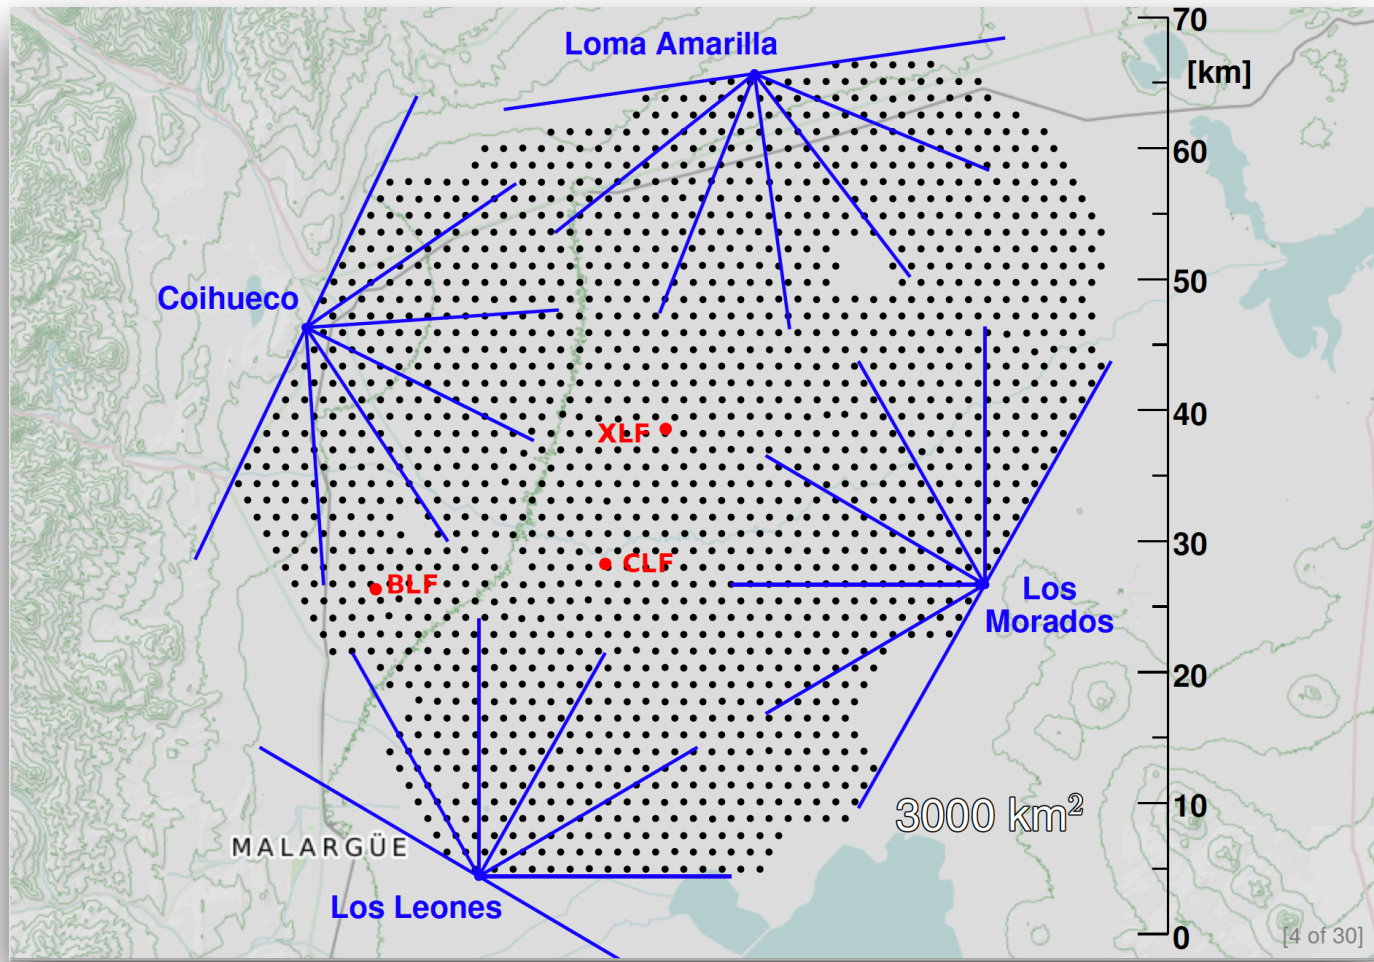 70
Loma Amarilla
[km]
60
Coihueco
50
40
XLF
30
CLF
BLF
Los
Morados
20
10
3000 km²
MALARGÜE
Los Leones
0
[4 of 30]